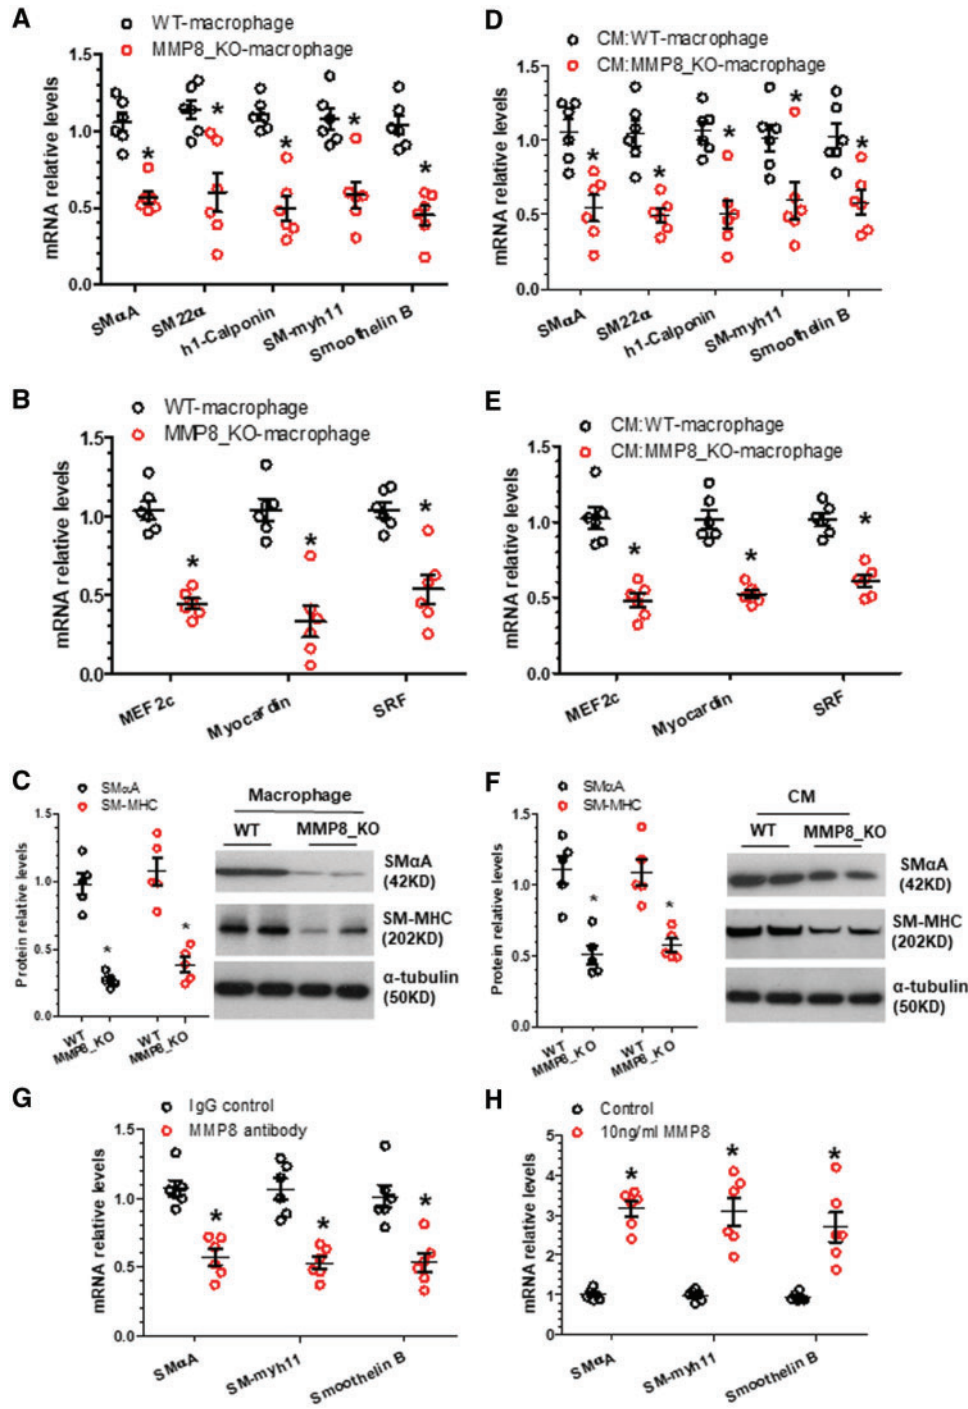 A
WT-macrophage
MMP8_KO-macrophage
mRNA relative levels
1.5
1.0
0.5
0.0
* * * * *
SMαA
SM22α
h1-Calponin
SM-myh11
Smoothelin B
D
CM:WT-macrophage
CM:MMP8_KO-macrophage
mRNA relative levels
1.5
1.0
0.5
0.0
* * * * *
SMαA
SM22α
h1-Calponin
SM-myh11
Smoothelin B
B
WT-macrophage
MMP8_KO-macrophage
mRNA relative levels
1.5
1.0
0.5
0.0
* * *
MEF2c
Myocardin
SRF
E
CM:WT-macrophage
CM:MMP8_KO-macrophage
mRNA relative levels
1.5
1.0
0.5
0.0
* * *
MEF2c
Myocardin
SRF
C
SMαA
SM-MHC
Protein relative levels
1.5
1.0
0.5
0.0
* *
WT
MMP8_KO
WT
MMP8_KO
Macrophage
WT MMP8_KO
SMαA
(42KD)
SM-MHC
(202KD)
α-tubulin
(50KD)
F
SMαA
SM-MHC
Protein relative levels
1.5
1.0
0.5
0.0
* *
WT
MMP8_KO
WT
MMP8_KO
CM
WT MMP8_KO
SMαA
(42KD)
SM-MHC
(202KD)
α-tubulin
(50KD)
G
IgG control
MMP8 antibody
mRNA relative levels
1.5
1.0
0.5
0.0
* * *
SMαA
SM-myh11
Smoothelin B
H
Control
10ng/ml MMP8
mRNA relative levels
5
4
3
2
1
0
* * *
SMαA
SM-myh11
Smoothelin B